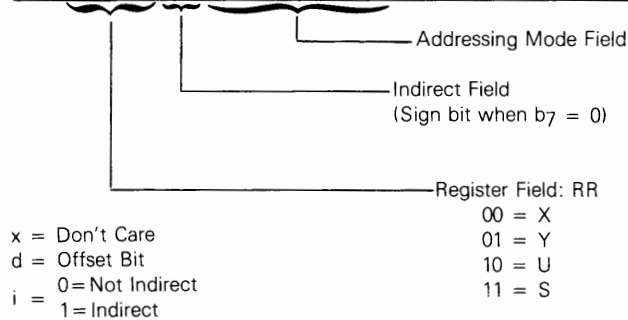 Addressing Mode Field
Indirect Field
(Sign bit when b7 = 0)
Register Field: RR
00 = X
01 = Y
10 = U
11 = S
x = Don't Care
d = Offset Bit
i = 0 = Not Indirect
1 = Indirect